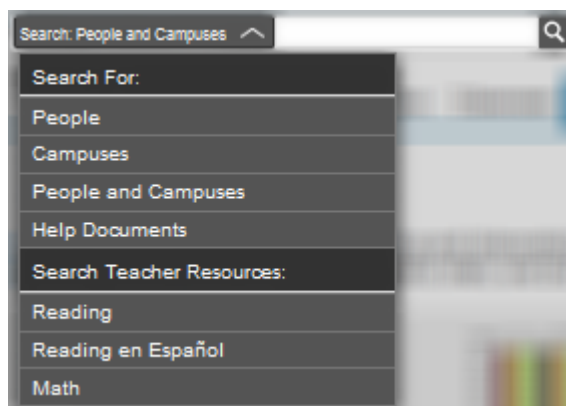 Search: People and Campuses
Search For:
People
Campuses
People and Campuses
Help Documents
Search Teacher Resources:
Reading
Reading en Español
Math